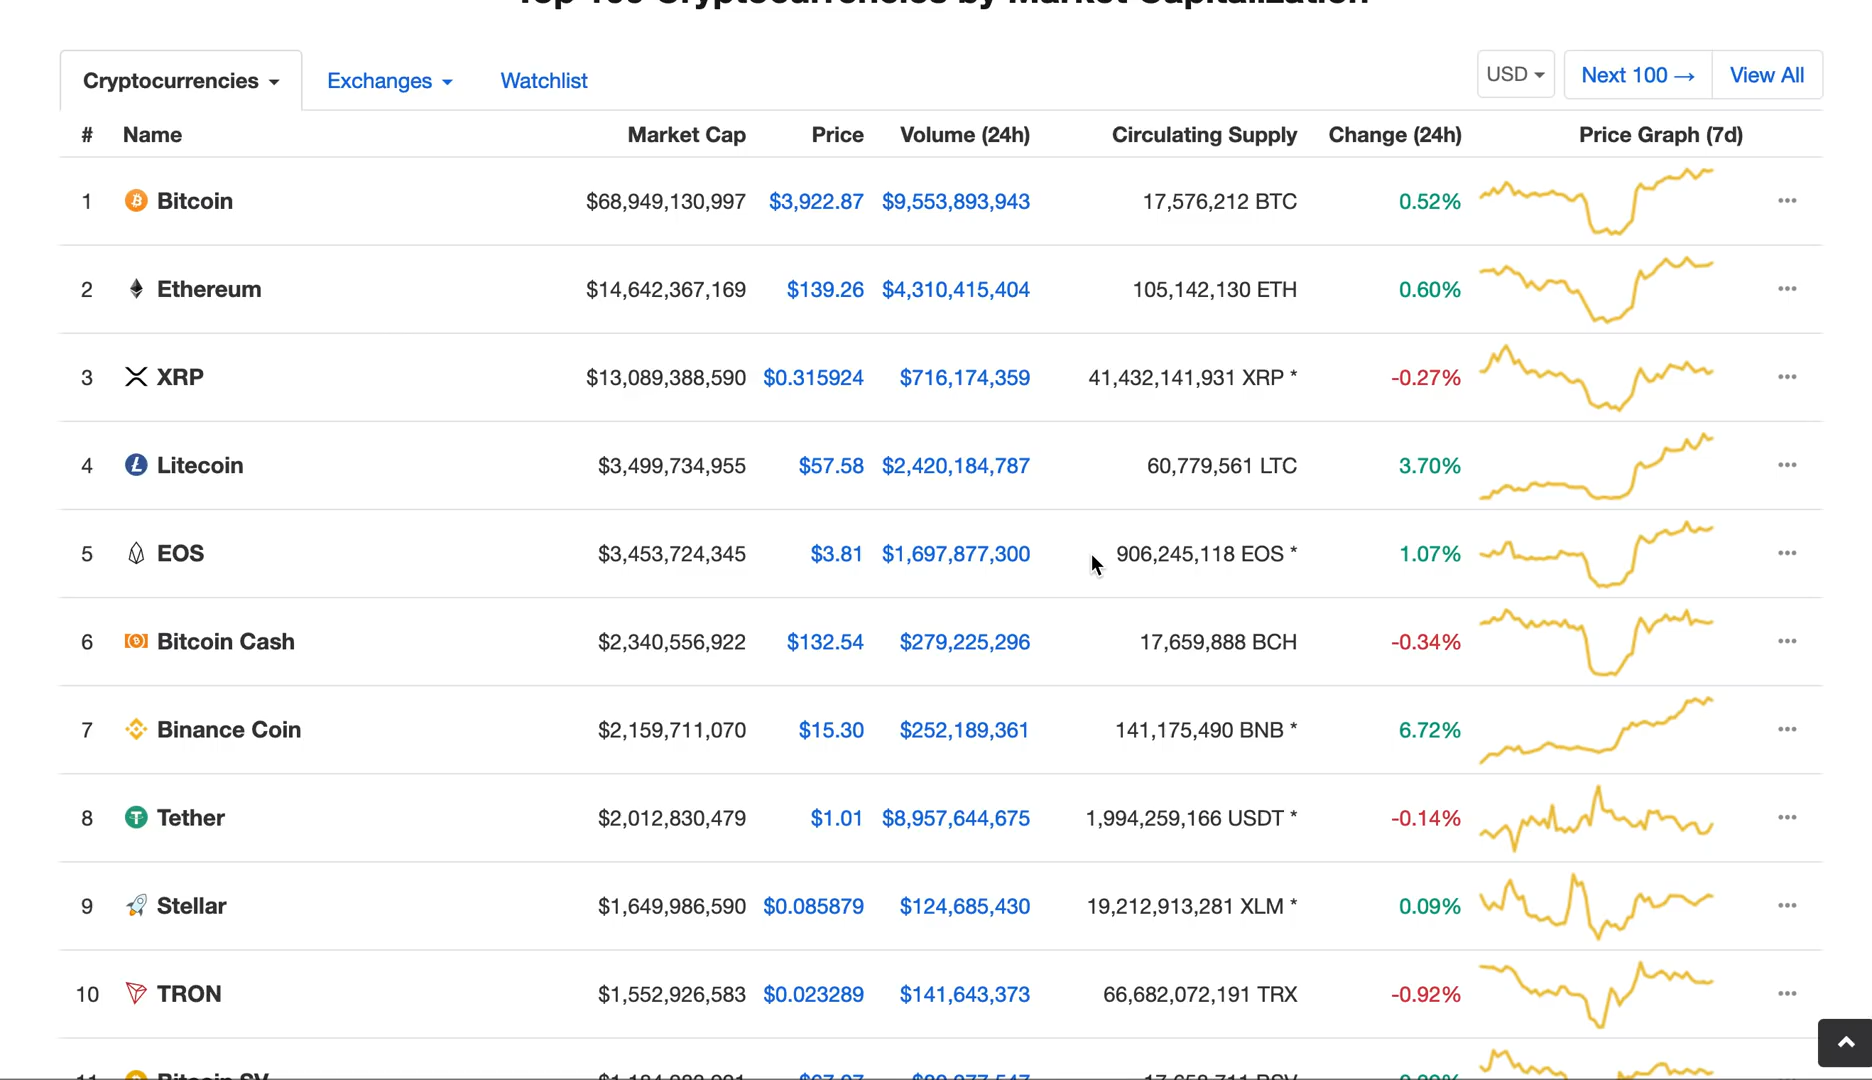 Top 100 Cryptocurrencies by Market Capitalization
Cryptocurrencies Exchanges Watchlist USD Next 100 → View All
# Name Market Cap Price Volume (24h) Circulating Supply Change (24h) Price Graph (7d)
1 Bitcoin $68,949,130,997 $3,922.87 $9,553,893,943 17,576,212 BTC 0.52%
2 Ethereum $14,642,367,169 $139.26 $4,310,415,404 105,142,130 ETH 0.60%
3 XRP $13,089,388,590 $0.315924 $716,174,359 41,432,141,931 XRP * -0.27%
4 Litecoin $3,499,734,955 $57.58 $2,420,184,787 60,779,561 LTC 3.70%
5 EOS $3,453,724,345 $3.81 $1,697,877,300 906,245,118 EOS * 1.07%
6 Bitcoin Cash $2,340,556,922 $132.54 $279,225,296 17,659,888 BCH -0.34%
7 Binance Coin $2,159,711,070 $15.30 $252,189,361 141,175,490 BNB * 6.72%
8 Tether $2,012,830,479 $1.01 $8,957,644,675 1,994,259,166 USDT * -0.14%
9 Stellar $1,649,986,590 $0.085879 $124,685,430 19,212,913,281 XLM * 0.09%
10 TRON $1,552,926,583 $0.023289 $141,643,373 66,682,072,191 TRX -0.92%
11 Bitcoin SV